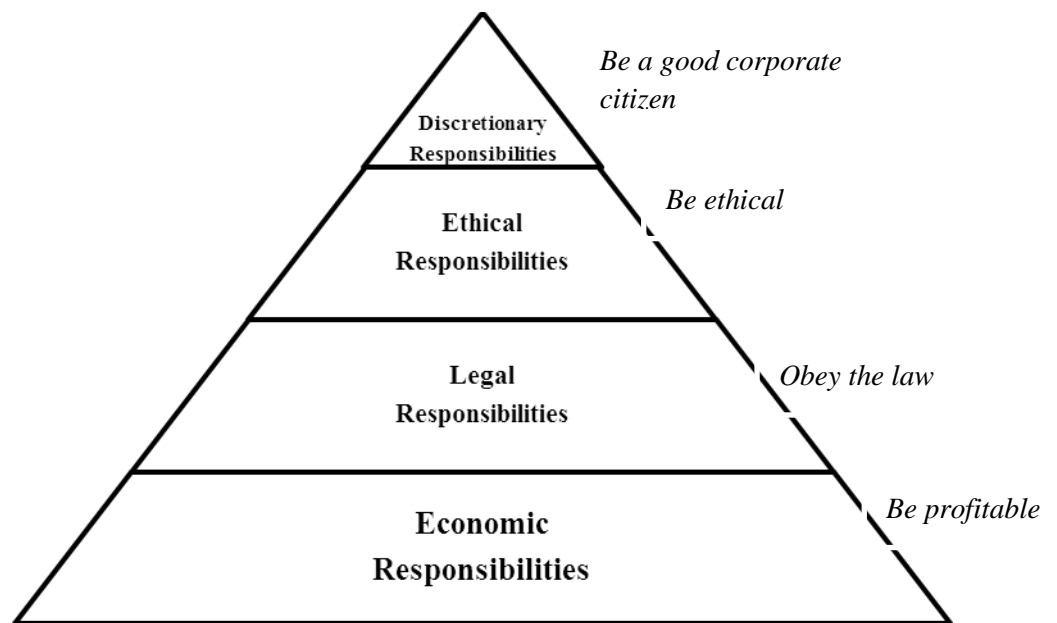 Be a good corporate
citizen
Discretionary
Responsibilities
Be ethical
Ethical
Responsibilities
Legal
Responsibilities
Obey the law
Economic
Responsibilities
Be profitable